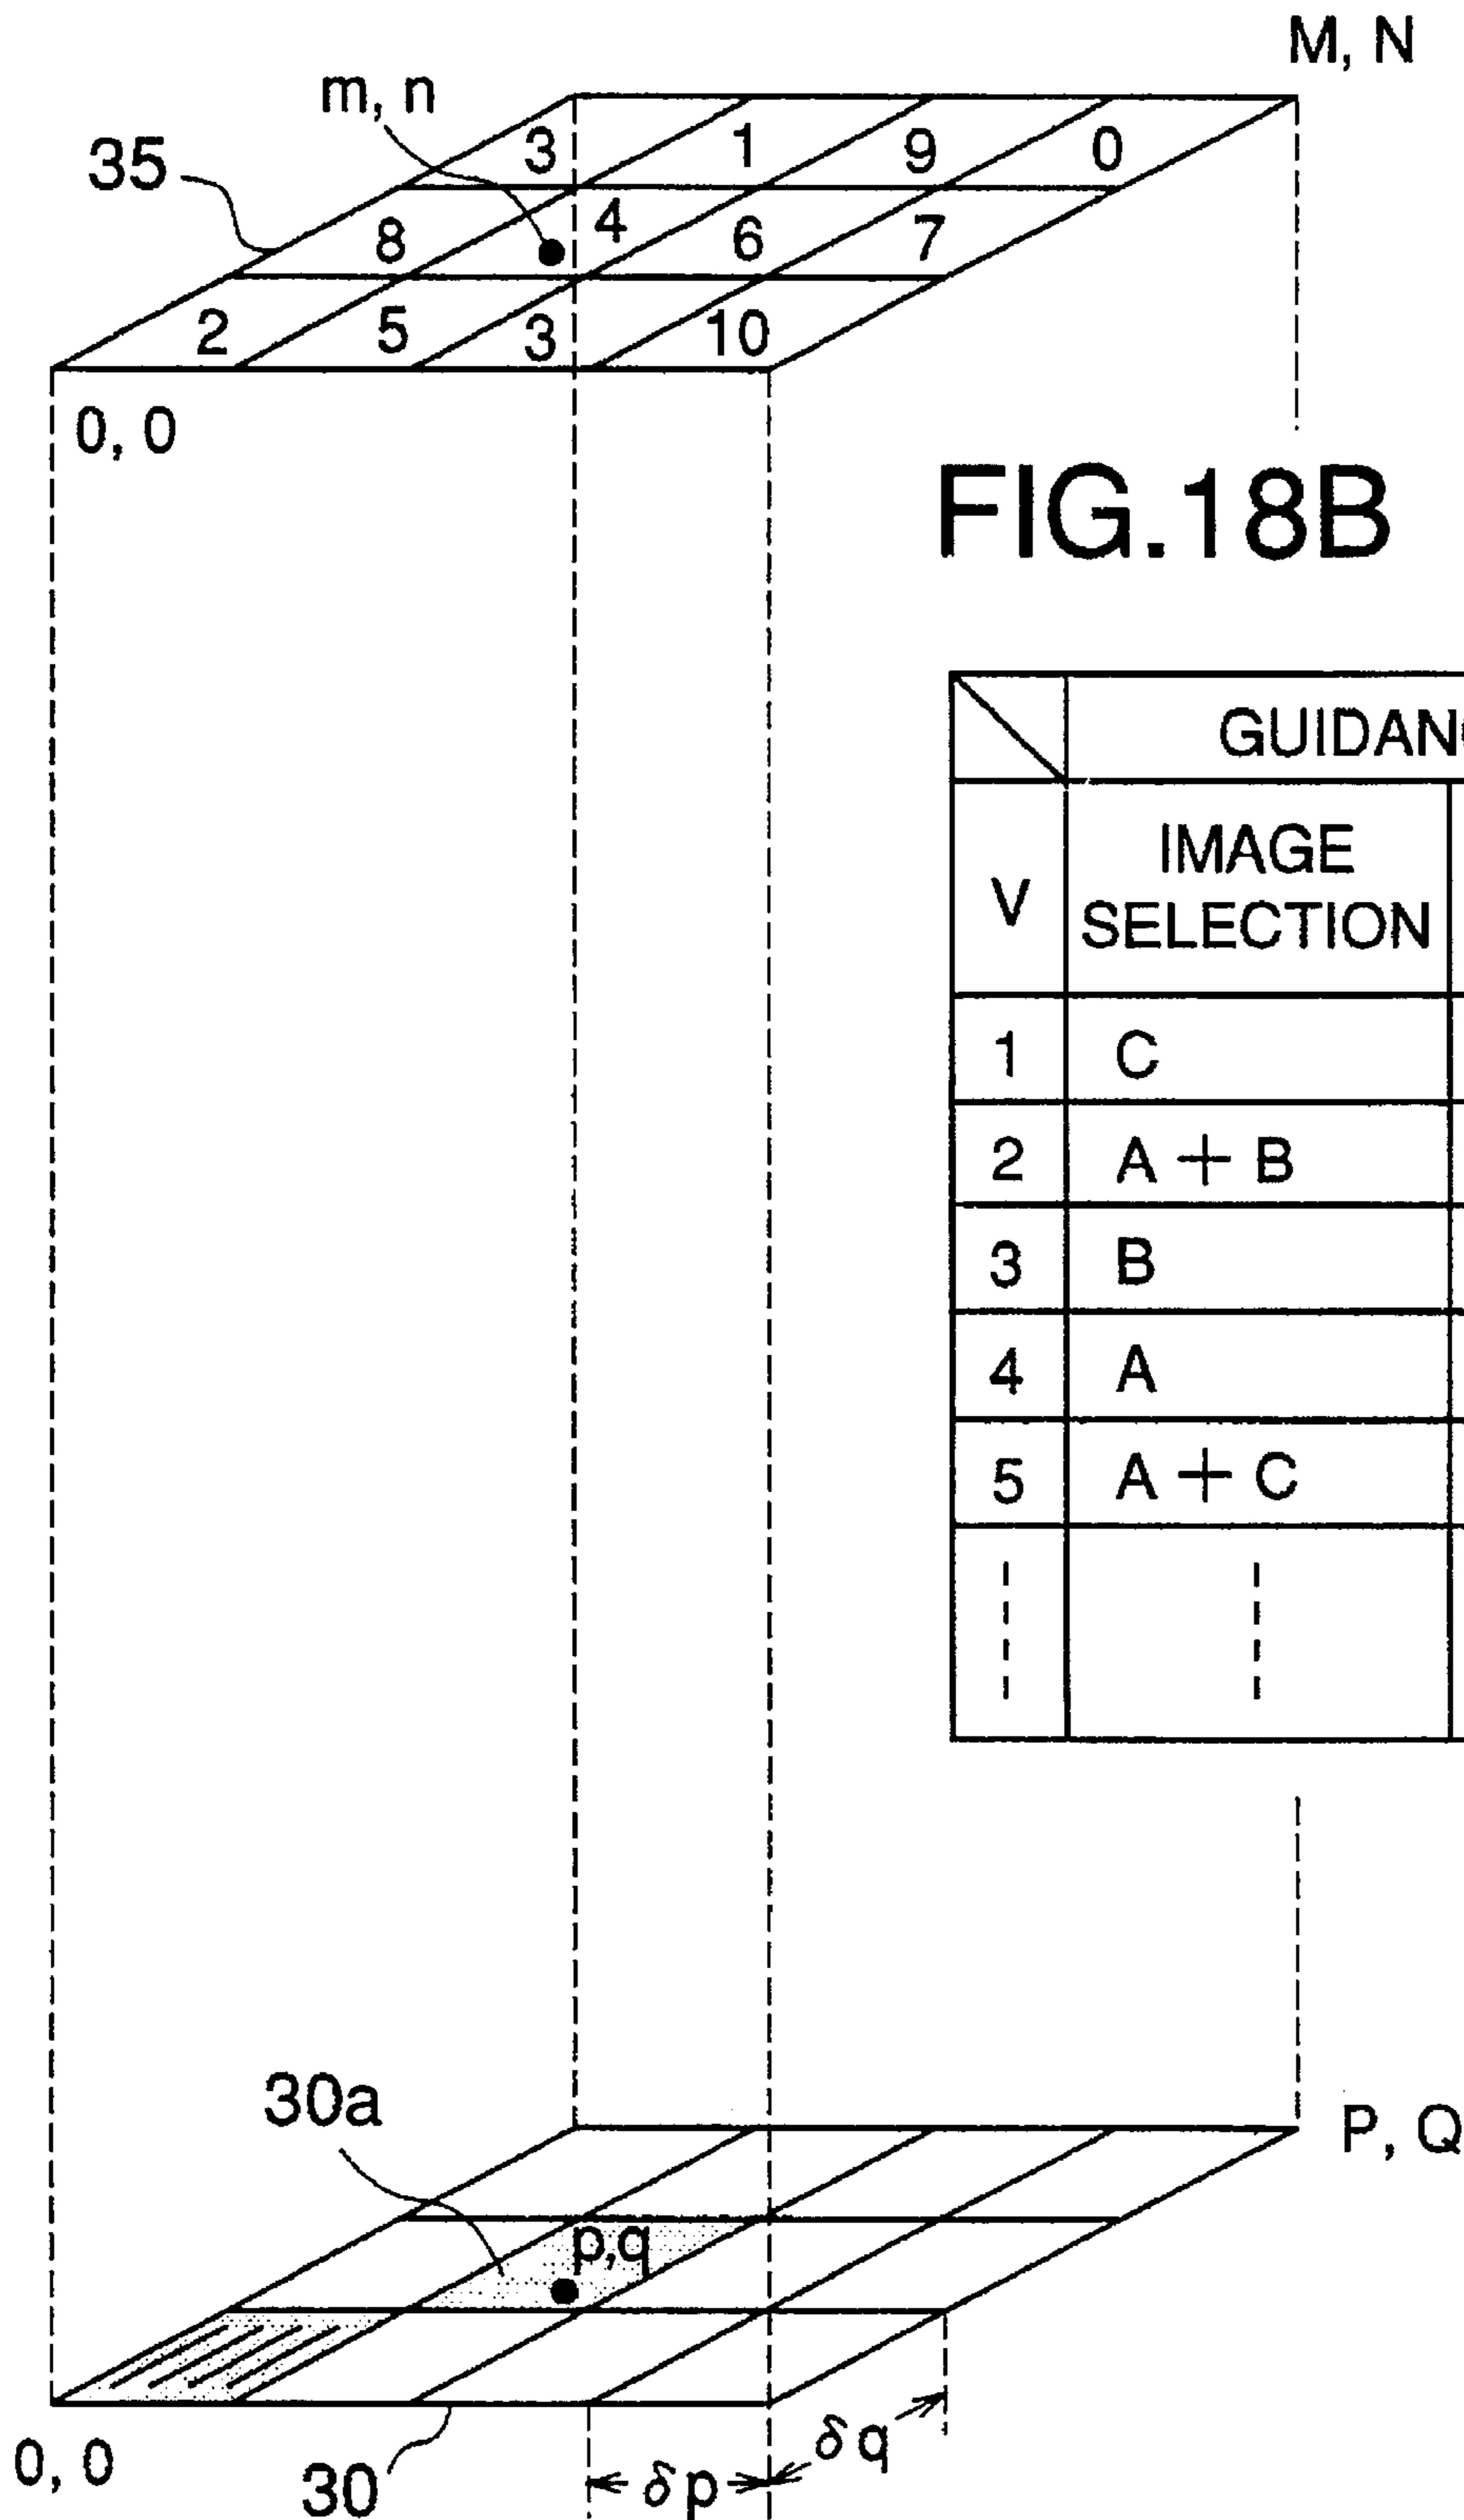 M, N
m, n
35
3 1 9 0
8 4 6 7
2 5 3 10
0, 0
FIG.18B
GUIDAN
V
IMAGE
SELECTION
1 C
2 A + B
3 B
4 A
5 A + C
30a
P, Q
p,q
0, 0
30
δp
δq